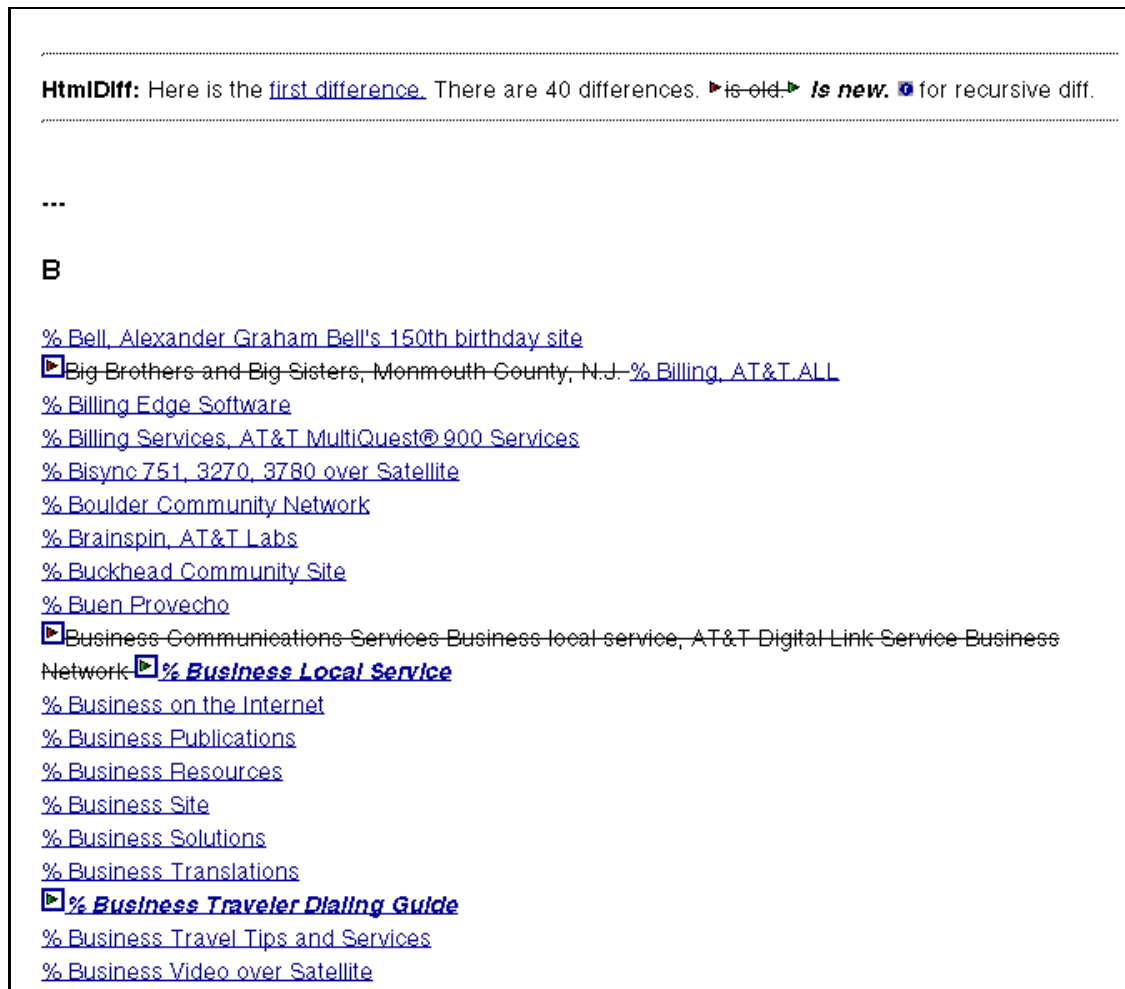 HtmlDiff: Here is the first difference. There are 40 differences. is old. Is new. for recursive diff.
...
B
% Bell, Alexander Graham Bell's 150th birthday site
Big Brothers and Big Sisters, Monmouth County, N.J. % Billing, AT&T.ALL
% Billing Edge Software
% Billing Services, AT&T MultiQuest® 900 Services
% Bisync 751, 3270, 3780 over Satellite
% Boulder Community Network
% Brainspin, AT&T Labs
% Buckhead Community Site
% Buen Provecho
Business Communications Services Business local service, AT&T Digital Link Service Business
Network % Business Local Service
% Business on the Internet
% Business Publications
% Business Resources
% Business Site
% Business Solutions
% Business Translations
% Business Traveler Dialing Guide
% Business Travel Tips and Services
% Business Video over Satellite